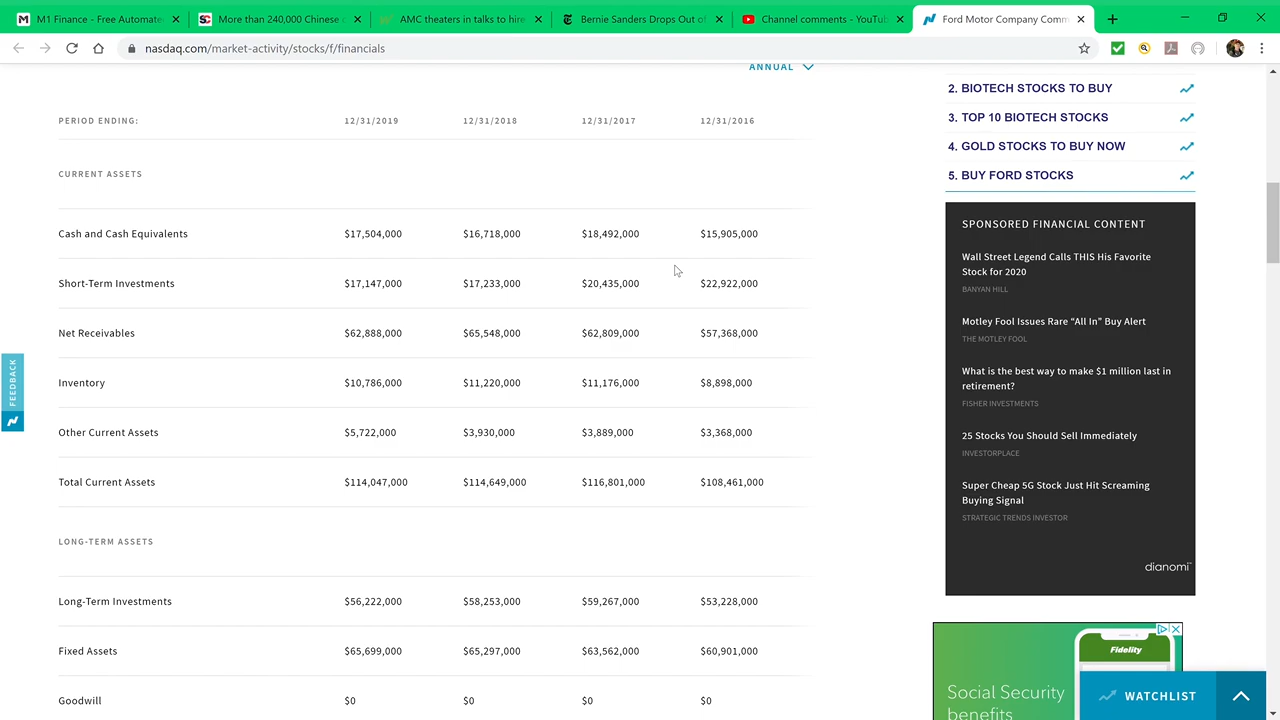 M1 Finance - Free Automate
More than 240,000 Chinese c
AMC theaters in talks to hire
Bernie Sanders Drops Out of
Channel comments - YouTu
Ford Motor Company Comm
nasdaq.com/market-activity/stocks/f/financials
ANNUAL
PERIOD ENDING: 12/31/2019 12/31/2018 12/31/2017 12/31/2016
CURRENT ASSETS
Cash and Cash Equivalents $17,504,000 $16,718,000 $18,492,000 $15,905,000
Short-Term Investments $17,147,000 $17,233,000 $20,435,000 $22,922,000
Net Receivables $62,888,000 $65,548,000 $62,809,000 $57,368,000
Inventory $10,786,000 $11,220,000 $11,176,000 $8,898,000
Other Current Assets $5,722,000 $3,930,000 $3,889,000 $3,368,000
Total Current Assets $114,047,000 $114,649,000 $116,801,000 $108,461,000
LONG-TERM ASSETS
Long-Term Investments $56,222,000 $58,253,000 $59,267,000 $53,228,000
Fixed Assets $65,699,000 $65,297,000 $63,562,000 $60,901,000
Goodwill $0 $0 $0 $0
FEEDBACK
2. BIOTECH STOCKS TO BUY
3. TOP 10 BIOTECH STOCKS
4. GOLD STOCKS TO BUY NOW
5. BUY FORD STOCKS
SPONSORED FINANCIAL CONTENT
Wall Street Legend Calls THIS His Favorite
Stock for 2020
BANYAN HILL
Motley Fool Issues Rare “All In” Buy Alert
THE MOTLEY FOOL
What is the best way to make $1 million last in
retirement?
FISHER INVESTMENTS
25 Stocks You Should Sell Immediately
INVESTORPLACE
Super Cheap 5G Stock Just Hit Screaming
Buying Signal
STRATEGIC TRENDS INVESTOR
dianomi
Fidelity
Social Security
benefits
WATCHLIST